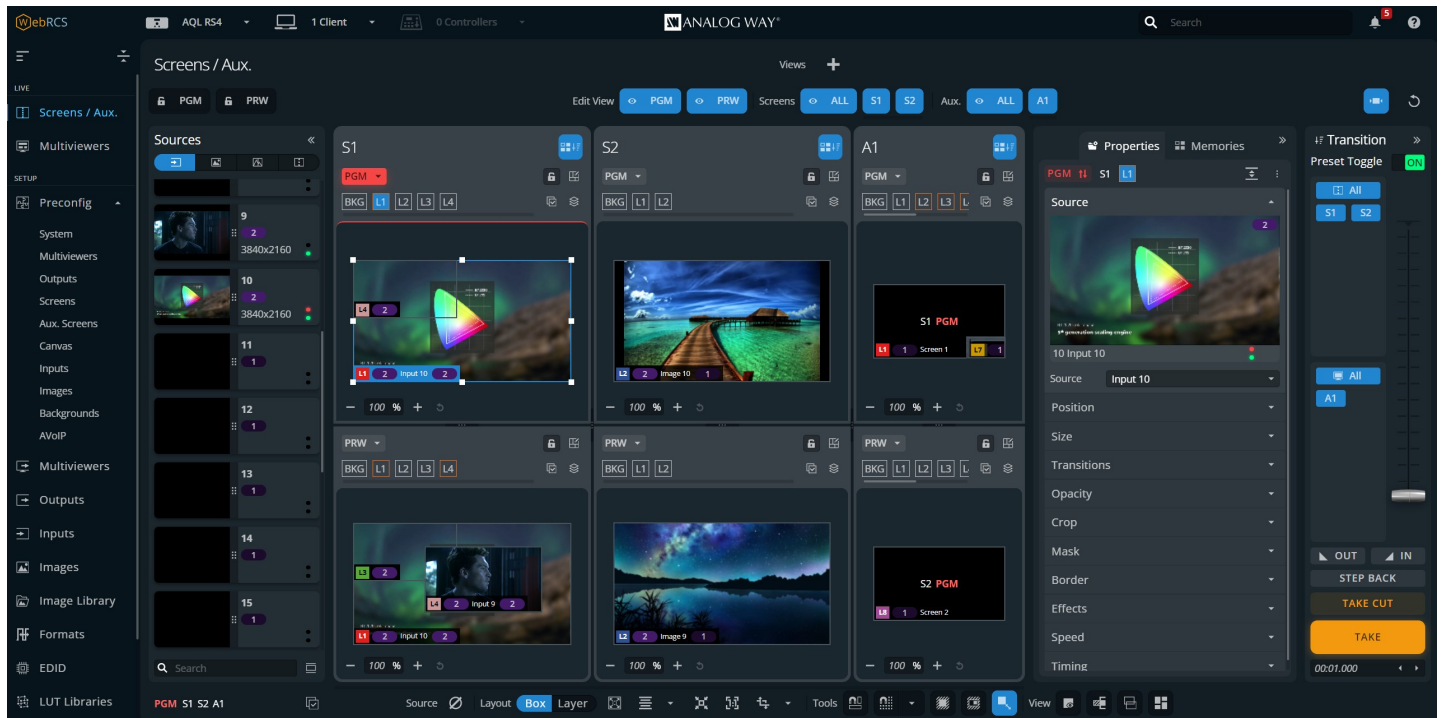 WebRCS
AQL RS4
1 Client
0 Controllers
ANALOG WAY®
Search
5
Screens / Aux.
Views
LIVE
Screens / Aux.
Multiviewers
SETUP
Preconfig
System
Multiviewers
Outputs
Screens
Aux. Screens
Canvas
Inputs
Images
Backgrounds
AVoIP
Multiviewers
Outputs
Inputs
Images
Image Library
Formats
EDID
LUT Libraries
PGM PRW
Edit View PGM PRW Screens ALL S1 S2 Aux. ALL A1
Sources
9
2
3840x2160
10
2
3840x2160
11
1
12
1
13
1
14
1
15
1
Search
S1
PGM
BKG L1 L2 L3 L4
L4 2
L1 2 Input 10 2
100 %
PRW
BKG L1 L2 L3 L4
L3 2
L4 2 Input 9 2
L1 2 Input 10 2
100 %
S2
PGM
BKG L1 L2
L2 2 Image 10 1
100 %
PRW
BKG L1 L2
L2 2 Image 9 1
100 %
A1
PGM
BKG L1 L2 L3
S1 PGM
L1 1 Screen 1 L7 1
100 %
PRW
BKG L1 L2 L3
S2 PGM
L8 1 Screen 2
100 %
Properties Memories
PGM S1 L1
Source
2
10 Input 10
Source Input 10
Position
Size
Transitions
Opacity
Crop
Mask
Border
Effects
Speed
Timing
Transition
Preset Toggle ON
All
S1 S2
All
A1
OUT IN
STEP BACK
TAKE CUT
TAKE
00:01.000
PGM S1 S2 A1
Source Layout Box Layer Tools View